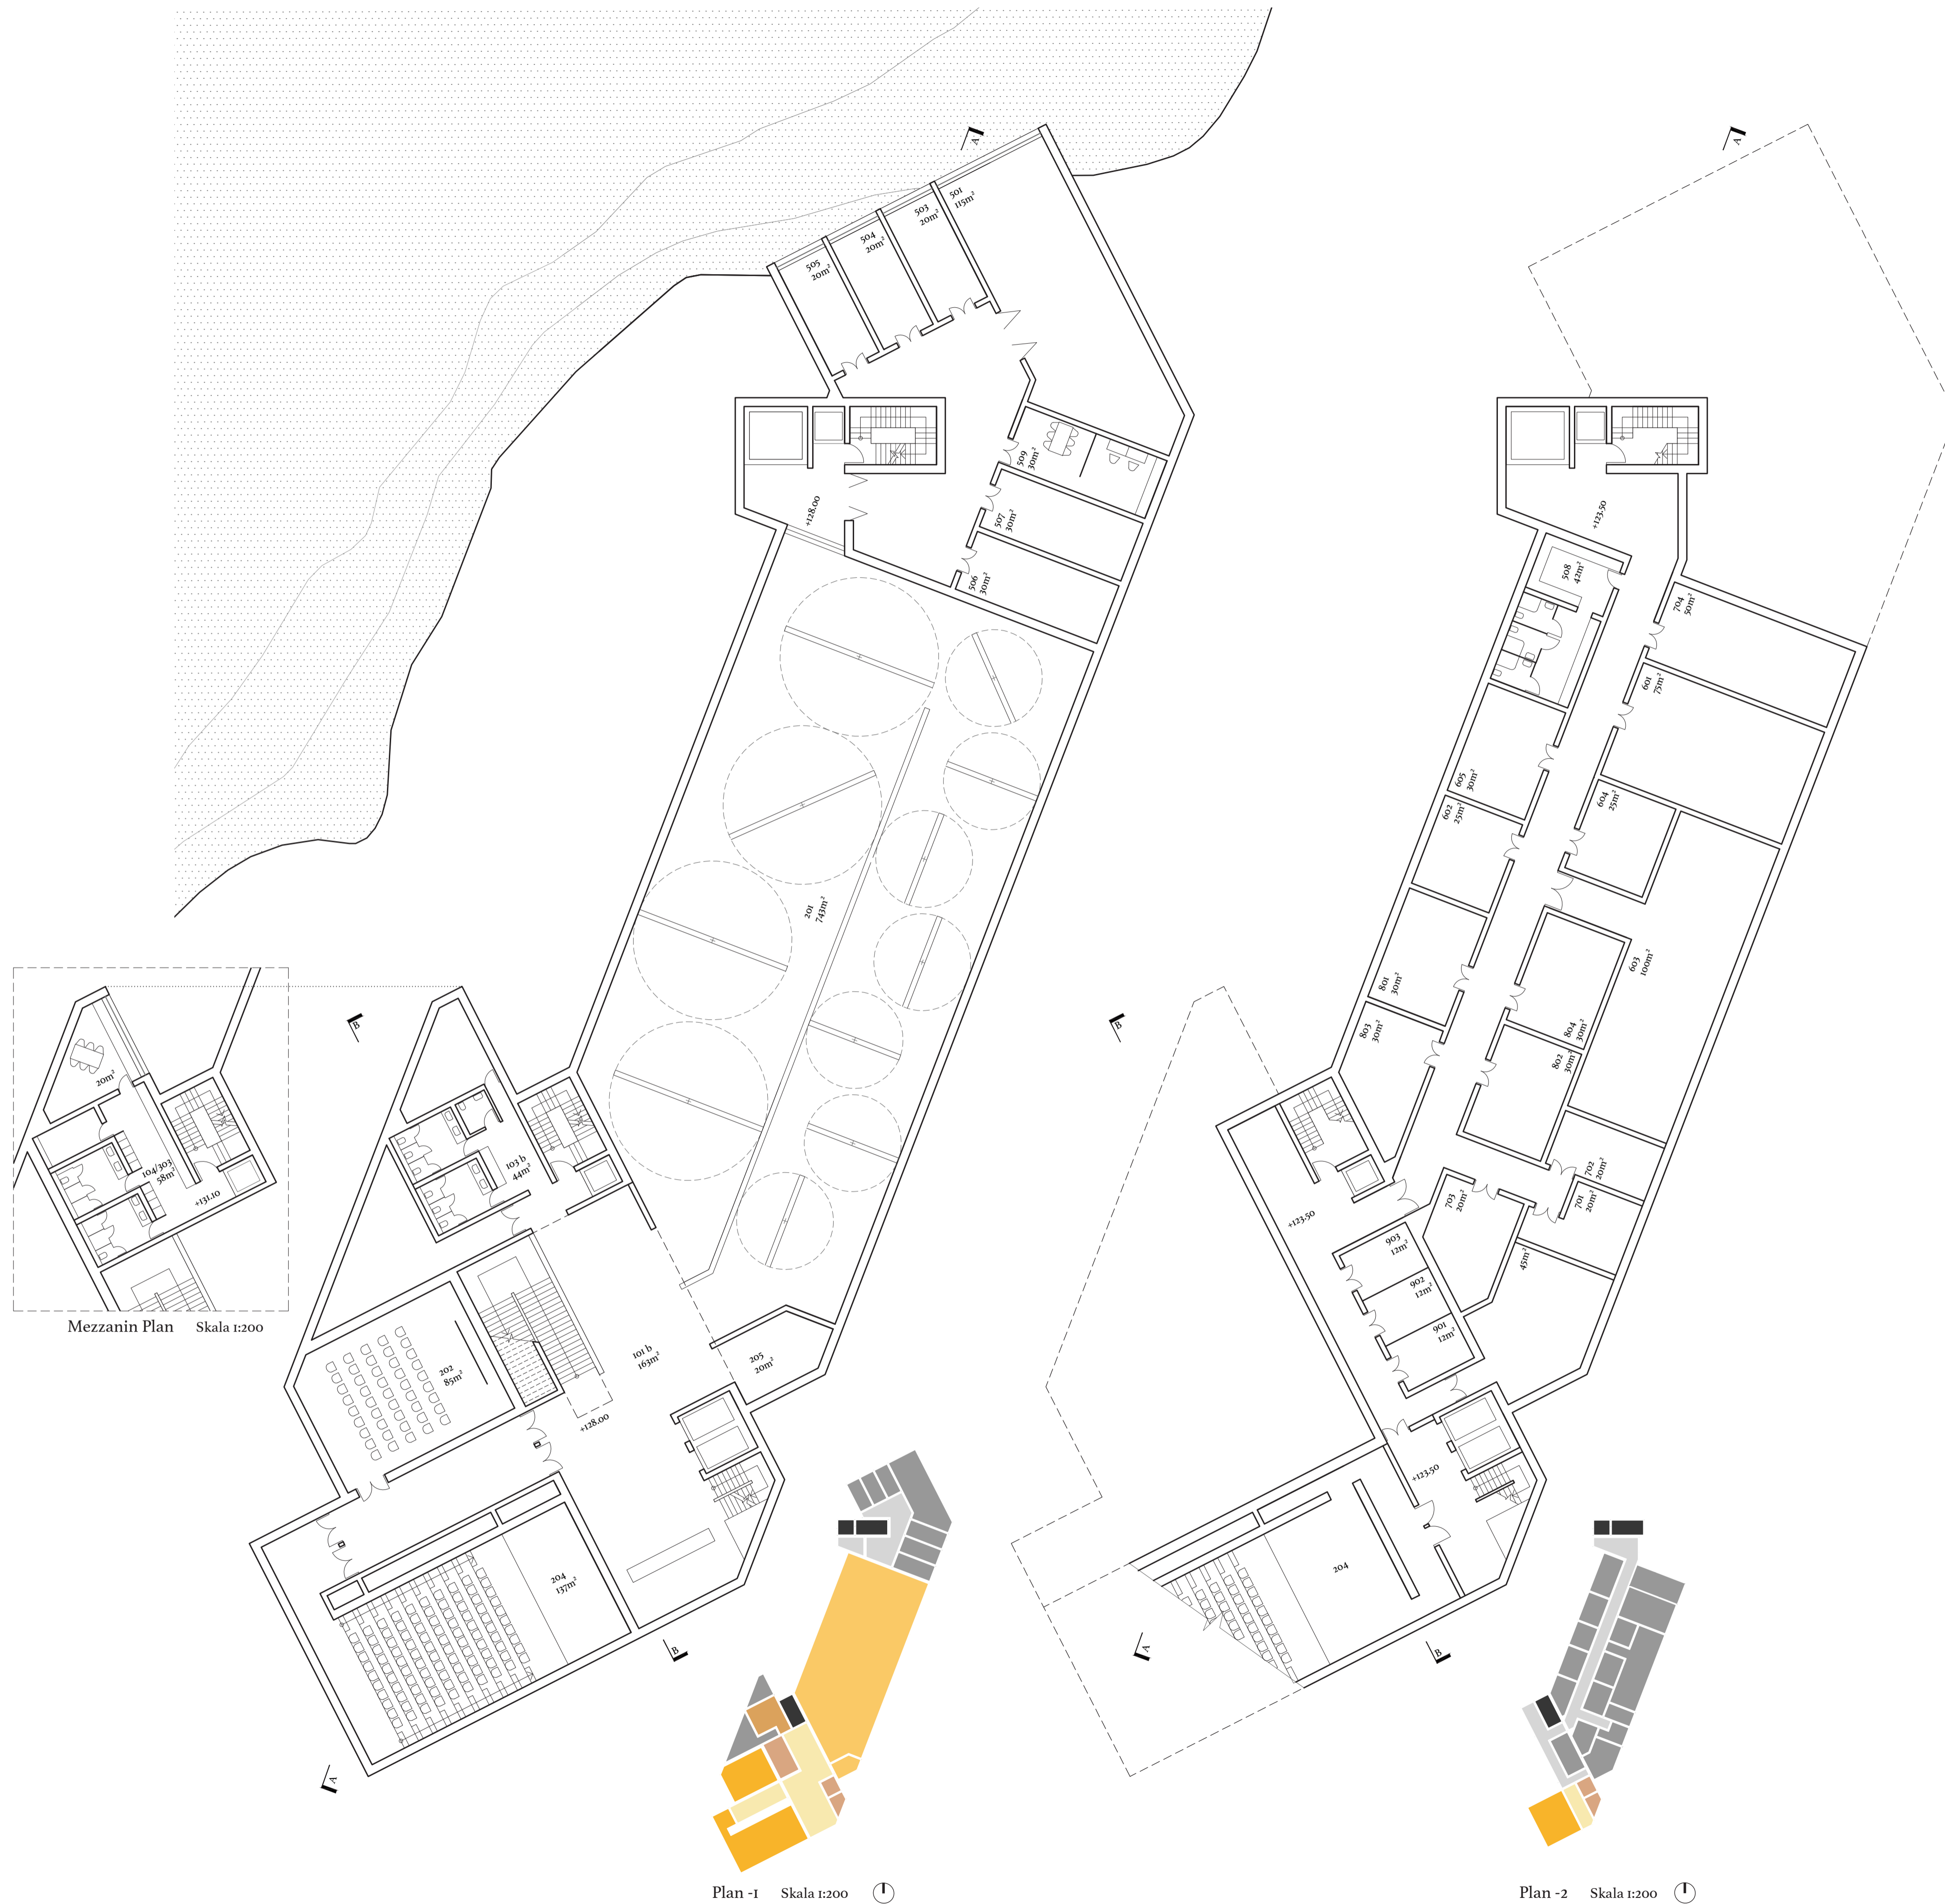 A
501
115m²
503
20m²
504
20m²
505
20m²
509
30m²
+128.00
507
30m²
506
30m²
201
743m²
B
20m²
104/303
58m²
+131.10
Mezzanin Plan Skala 1:200
103 b
44m²
101 b
163m²
202
85m²
205
20m²
+128.00
204
137m²
B
A
Plan -1 Skala 1:200
A
+123.50
508
42m²
704
50m²
601
75m²
605
30m²
604
25m²
602
25m²
603
100m²
801
30m²
803
30m²
804
30m²
802
30m²
B
702
20m²
701
20m²
703
20m²
+123.50
45m²
903
12m²
902
12m²
901
12m²
+123.50
204
A
B
Plan -2 Skala 1:200